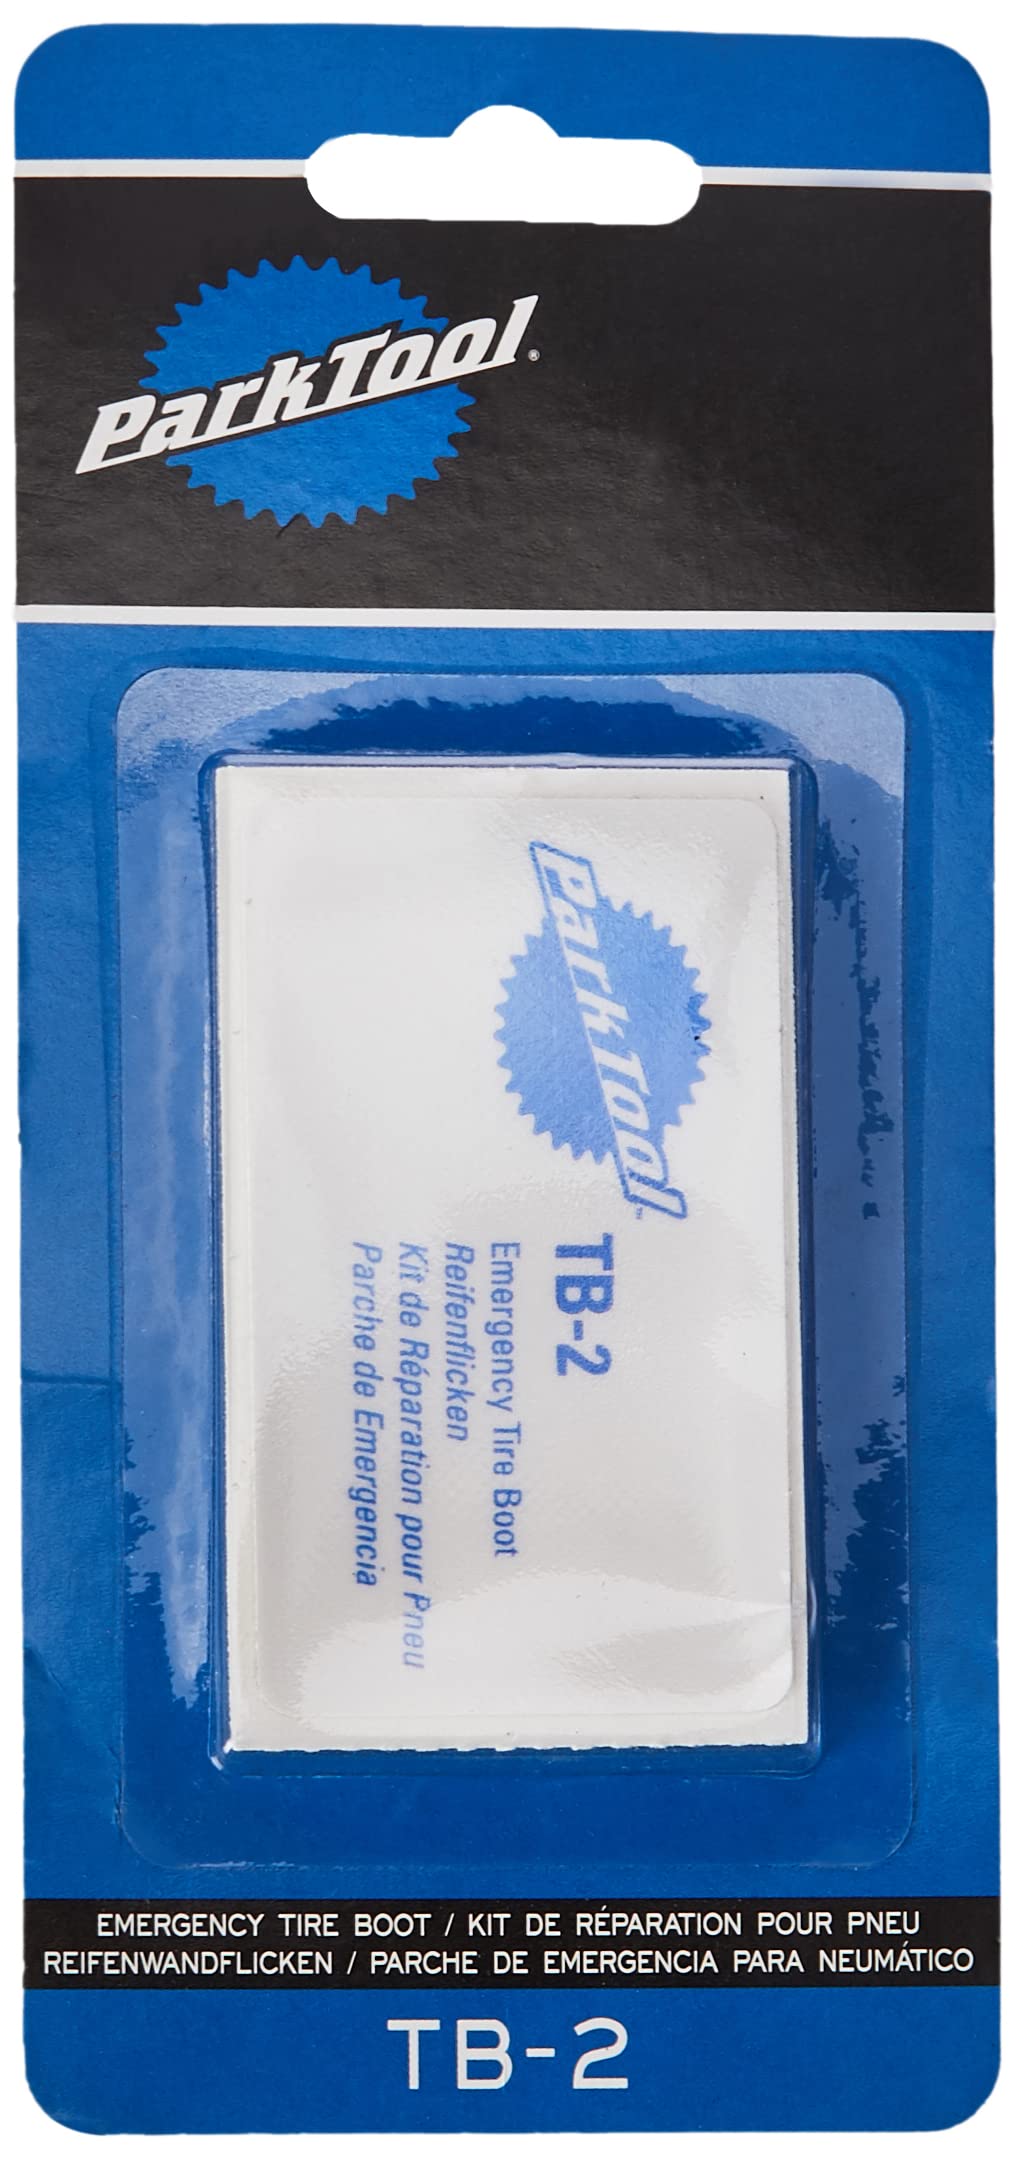 ParkTool®
ParkTool™
TB-2
Emergency Tire Boot
Reifenflicken
Kit de Réparation pour Pneu
Parche de Emergencia
EMERGENCY TIRE BOOT / KIT DE RÉPARATION POUR PNEU
REIFENWANDFLICKEN / PARCHE DE EMERGENCIA PARA NEUMÁTICO
TB-2